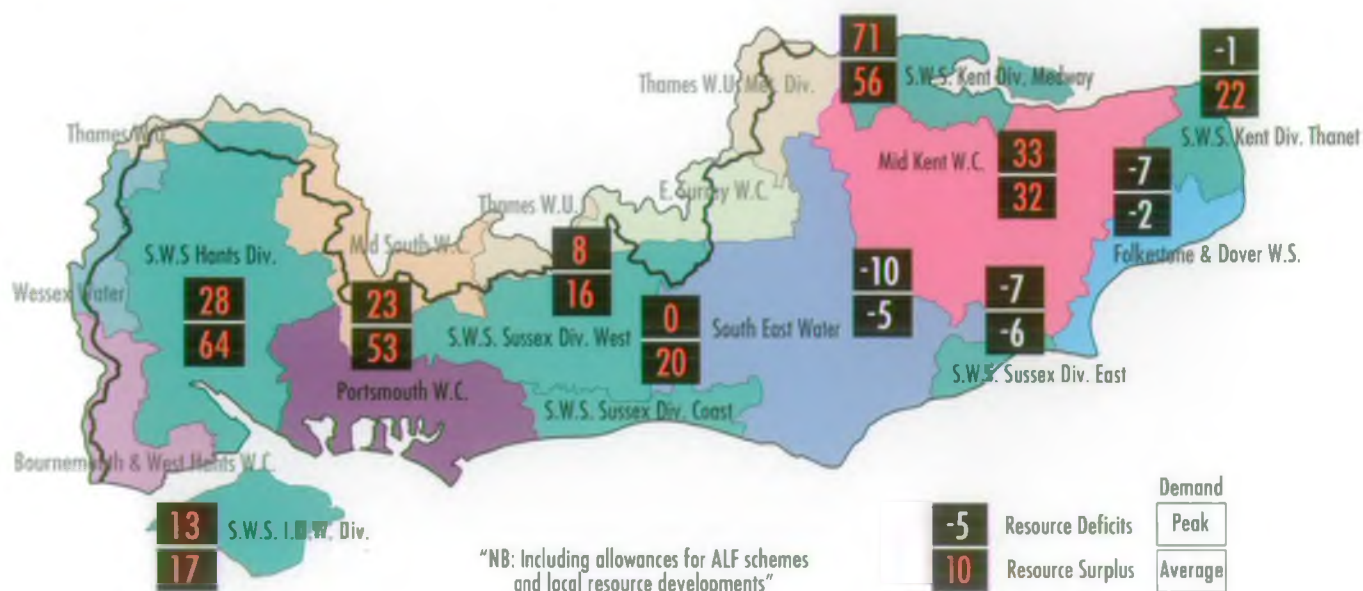 71
56
S.W.S. Kent Div. Medway
-1
22
Thames W.U. Met. Div.
Thames W.U.
S.W.S. Kent Div. Thanet
Mid Kent W.C.
33
32
-7
-2
E. Surrey W.C.
Thames W.U.
Mid South W.C.
S.W.S Hants Div.
8
16
Folkestone & Dover W.S.
Wessex Water
28
64
23
53
-10
-5
-7
-6
0
20
S.W.S. Sussex Div. West
South East Water
S.W.S. Sussex Div. East
Portsmouth W.C.
S.W.S. Sussex Div. Coast
Bournemouth & West Hants W.C.
13
17
S.W.S. I.O.W. Div.
"NB: Including allowances for ALF schemes
and local resource developments"
Demand
-5 Resource Deficits Peak
10 Resource Surplus Average